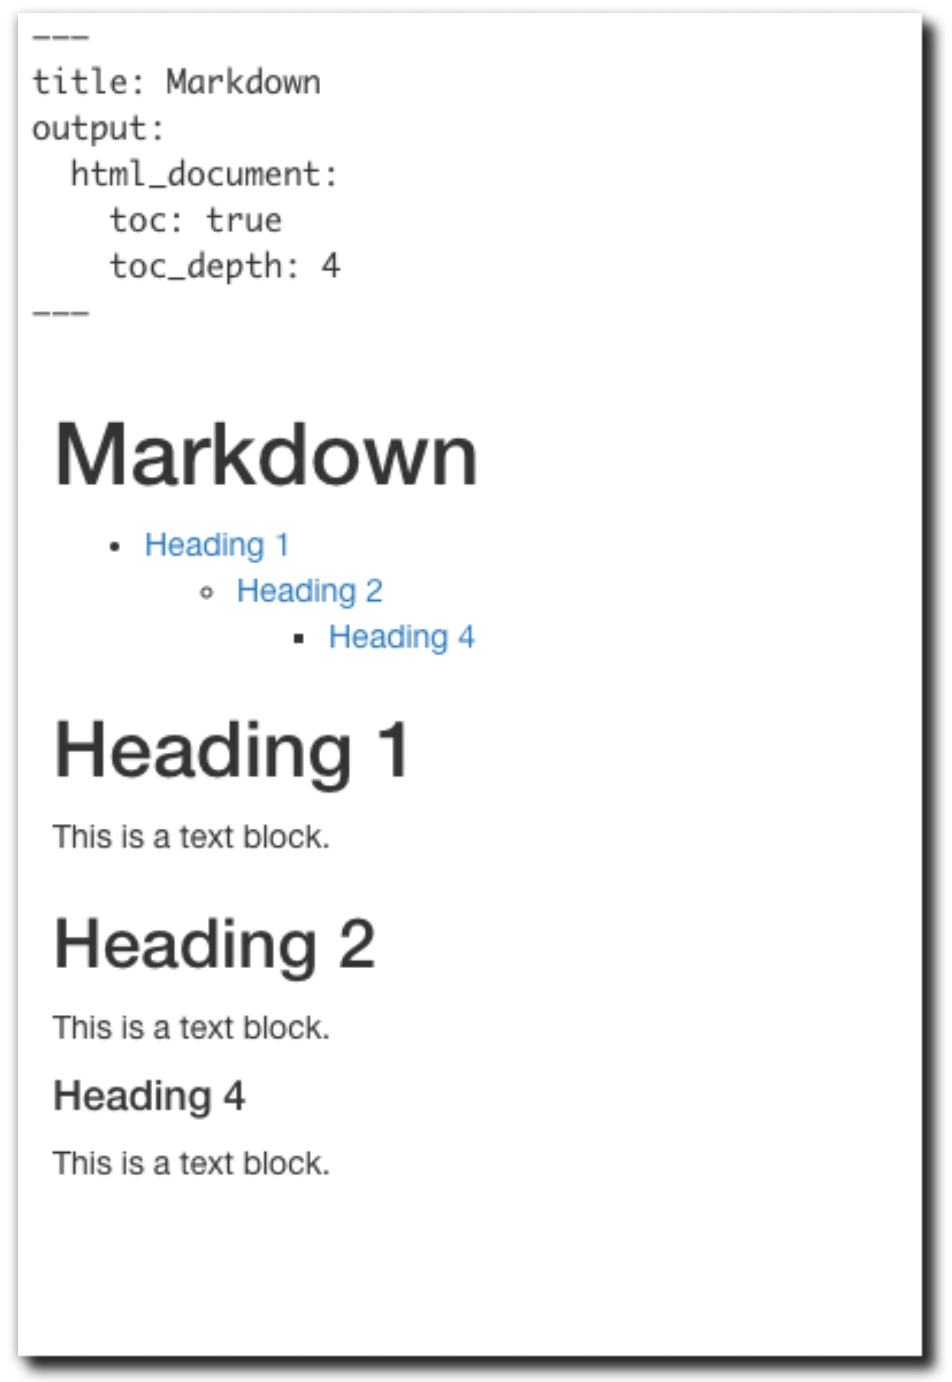 ---
title: Markdown
output:
  html_document:
    toc: true
    toc_depth: 4
---
Markdown
• Heading 1
◦ Heading 2
▪ Heading 4
Heading 1
This is a text block.
Heading 2
This is a text block.
Heading 4
This is a text block.